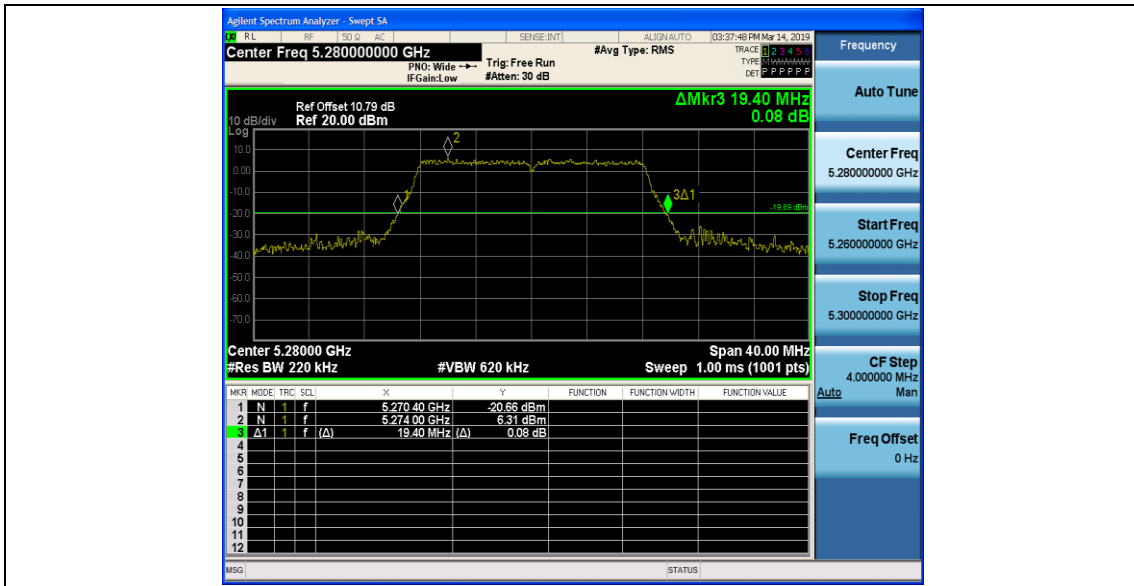 Agilent Spectrum Analyzer - Swept SA
RL RF 50 Ω AC SENSE:INT ALIGN AUTO 03:37:48 PM Mar 14, 2019
Center Freq 5.280000000 GHz #Avg Type: RMS TRACE 1 2 3 4 5 6
PNO: Wide Trig: Free Run TYPE M
IFGain:Low #Atten: 30 dB DET P P P P P P
Ref Offset 10.79 dB ΔMkr3 19.40 MHz
10 dB/div Ref 20.00 dBm 0.08 dB
Log
10.0
0.00
-10.0
-20.0
-30.0
-40.0
-50.0
-60.0
-70.0
2
1
3Δ1
-19.69 dBm
Center 5.28000 GHz Span 40.00 MHz
#Res BW 220 kHz #VBW 620 kHz Sweep 1.00 ms (1001 pts)
MKR MODE TRC SCL X Y FUNCTION FUNCTION WIDTH FUNCTION VALUE
1 N 1 f 5.270 40 GHz -20.66 dBm
2 N 1 f 5.274 00 GHz 6.31 dBm
3 Δ1 1 f (Δ) 19.40 MHz (Δ) 0.08 dB
4
5
6
7
8
9
10
11
12
MSG STATUS
Frequency
Auto Tune
Center Freq
5.280000000 GHz
Start Freq
5.260000000 GHz
Stop Freq
5.300000000 GHz
CF Step
4.000000 MHz
Auto Man
Freq Offset
0 Hz